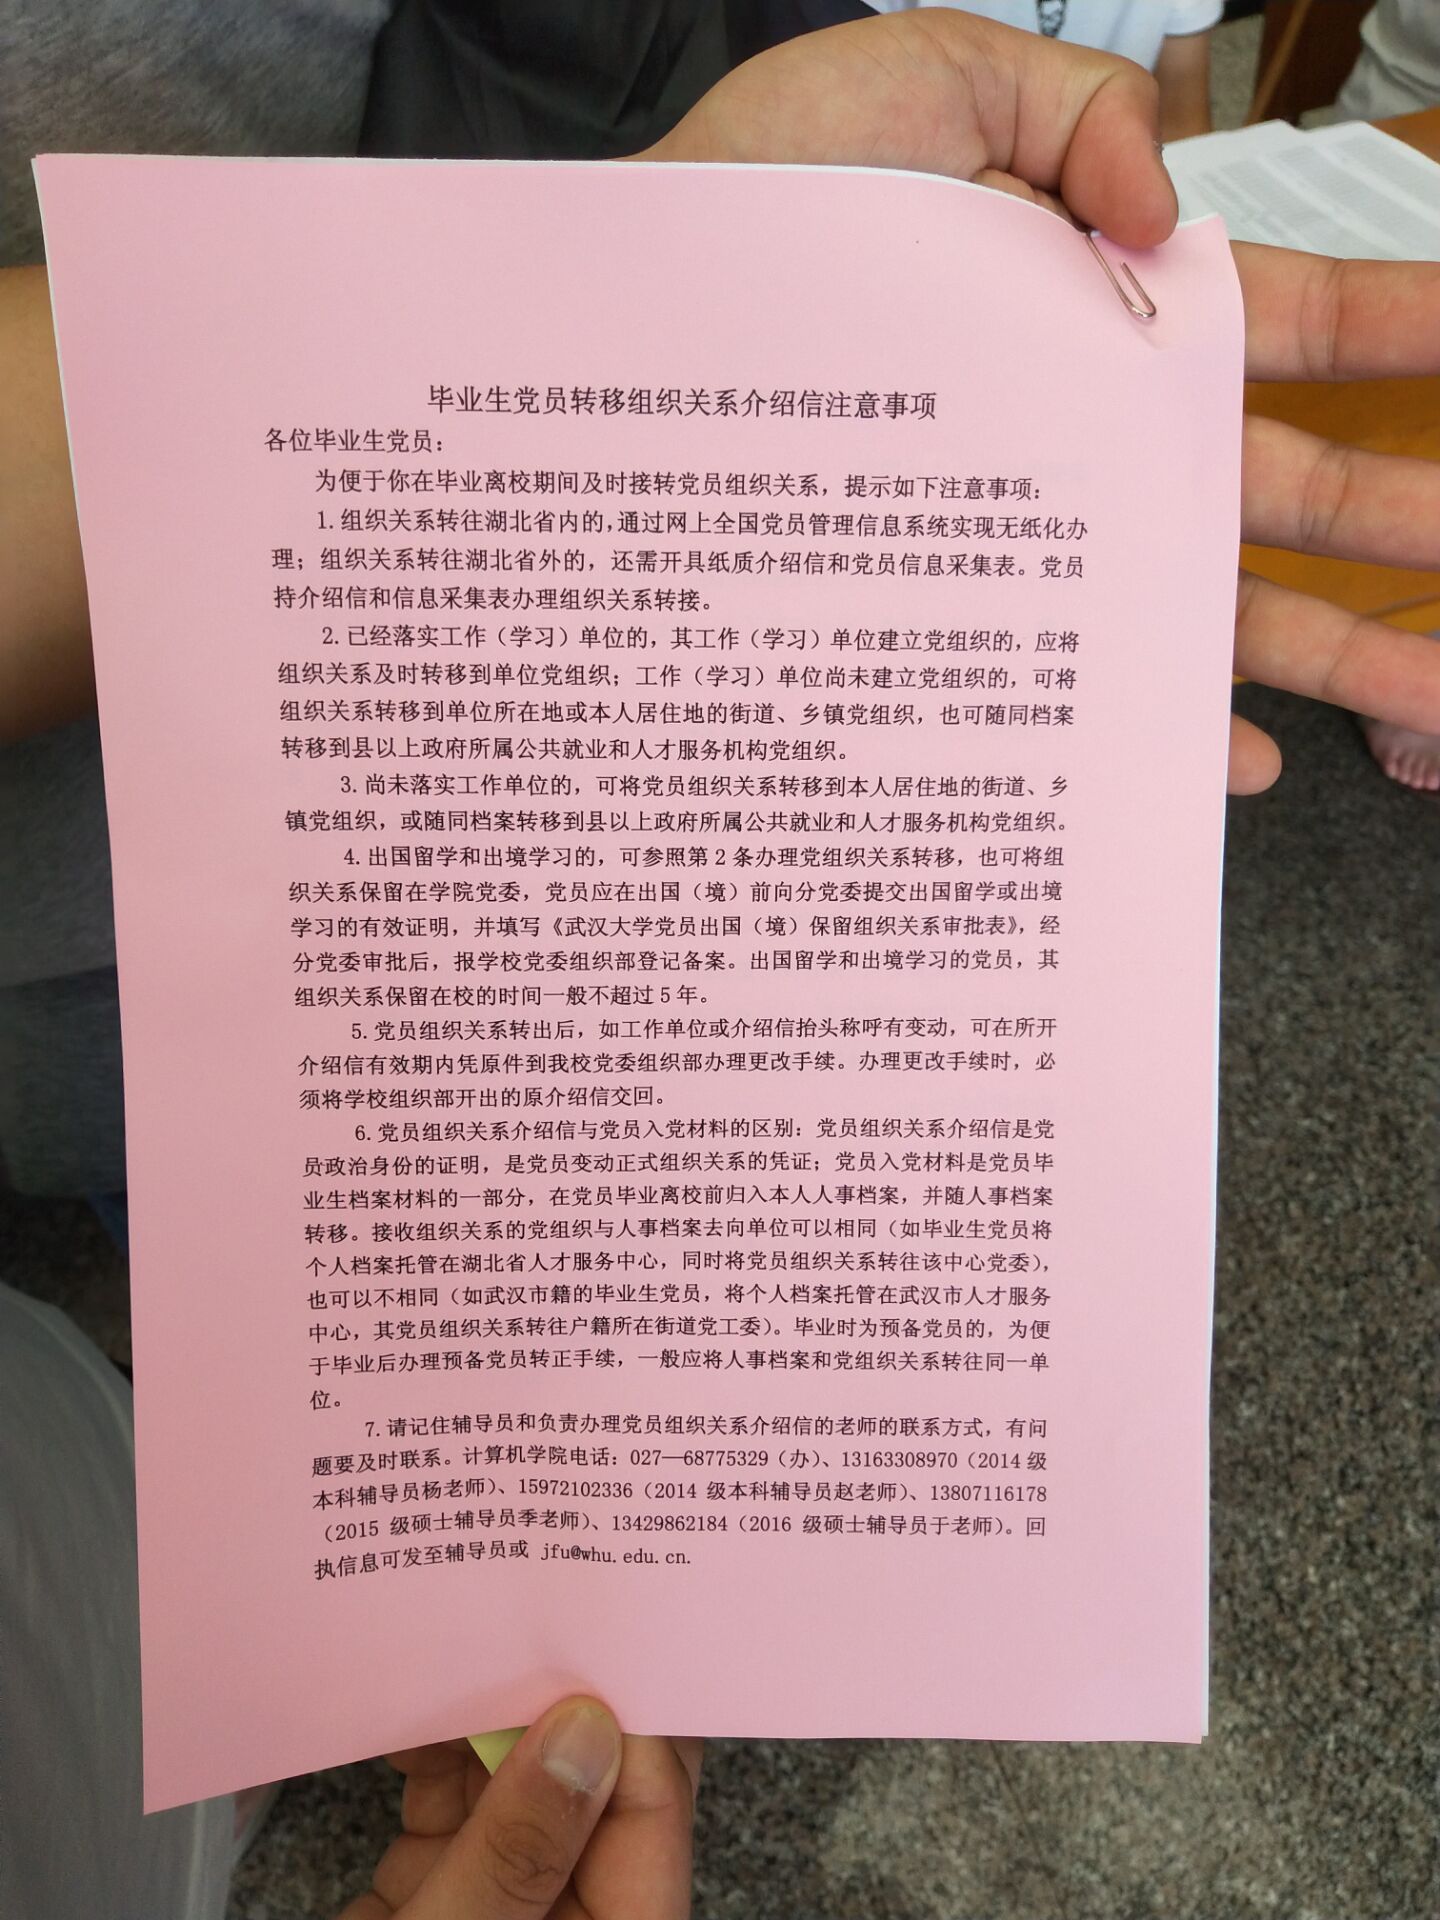 毕业生党员转移组织关系介绍信注意事项
各位毕业生党员：
为便于你在毕业离校期间及时接转党员组织关系，提示如下注意事项：
1.组织关系转往湖北省内的，通过网上全国党员管理信息系统实现无纸化办
理；组织关系转往湖北省外的，还需开具纸质介绍信和党员信息采集表。党员
持介绍信和信息采集表办理组织关系转接。
2.已经落实工作（学习）单位的，其工作（学习）单位建立党组织的，应将
组织关系及时转移到单位党组织；工作（学习）单位尚未建立党组织的，可将
组织关系转移到单位所在地或本人居住地的街道、乡镇党组织，也可随同档案
转移到县以上政府所属公共就业和人才服务机构党组织。
3.尚未落实工作单位的，可将党员组织关系转移到本人居住地的街道、乡
镇党组织，或随同档案转移到县以上政府所属公共就业和人才服务机构党组织。
4.出国留学和出境学习的，可参照第2条办理党组织关系转移，也可将组
织关系保留在学院党委，党员应在出国（境）前向分党委提交出国留学或出境
学习的有效证明，并填写《武汉大学党员出国（境）保留组织关系审批表》，经
分党委审批后，报学校党委组织部登记备案。出国留学和出境学习的党员，其
组织关系保留在校的时间一般不超过5年。
5.党员组织关系转出后，如工作单位或介绍信抬头称呼有变动，可在所开
介绍信有效期内凭原件到我校党委组织部办理更改手续。办理更改手续时，必
须将学校组织部开出的原介绍信交回。
6.党员组织关系介绍信与党员入党材料的区别：党员组织关系介绍信是党
员政治身份的证明，是党员变动正式组织关系的凭证；党员入党材料是党员毕
业生档案材料的一部分，在党员毕业离校前归入本人人事档案，并随人事档案
转移。接收组织关系的党组织与人事档案去向单位可以相同（如毕业生党员将
个人档案托管在湖北省人才服务中心，同时将党员组织关系转往该中心党委），
也可以不相同（如武汉市籍的毕业生党员，将个人档案托管在武汉市人才服务
中心，其党员组织关系转往户籍所在街道党工委）。毕业时为预备党员的，为便
于毕业后办理预备党员转正手续，一般应将人事档案和党组织关系转往同一单
位。
7.请记住辅导员和负责办理党员组织关系介绍信的老师的联系方式，有问
题要及时联系。计算机学院电话：027—68775329（办）、13163308970（2014级
本科辅导员杨老师）、15972102336（2014 级本科辅导员赵老师）、13807116178
（2015 级硕士辅导员季老师）、13429862184（2016 级硕士辅导员于老师）。回
执信息可发至辅导员或 jfu@whu.edu.cn.